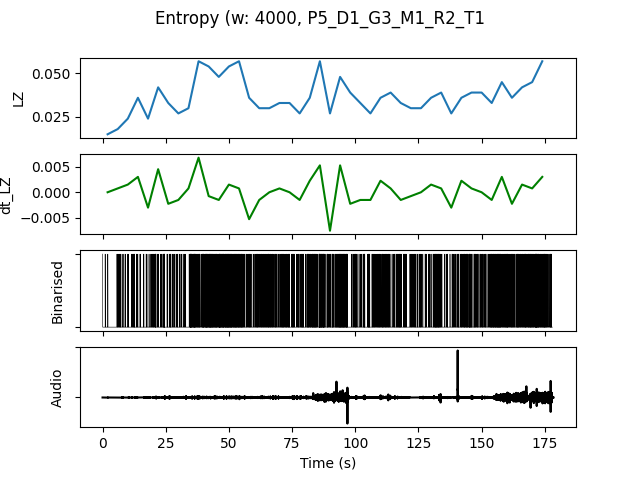 Entropy (w: 4000, P5_D1_G3_M1_R2_T1
LZ
0.050
0.025
dt_LZ
0.005
0.000
−0.005
Binarised
Audio
0 25 50 75 100 125 150 175
Time (s)